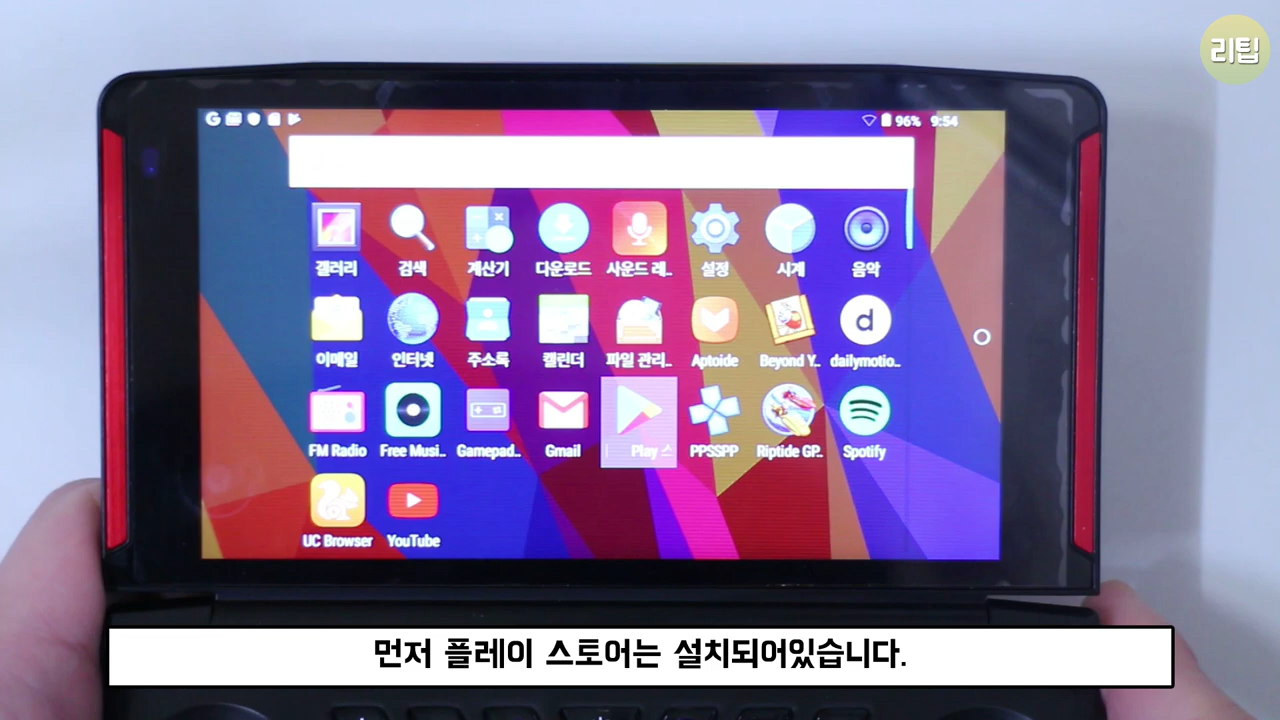 리팁
96% 9:54
갤러리 검색 계산기 다운로드 사운드 레.. 설정 시계 음악
이메일 인터넷 주소록 캘린더 파일 관리.. Aptoide Beyond Y.. dailymotio..
FM Radio Free Musi.. Gamepad.. Gmail Play 스 PPSSPP Riptide GP.. Spotify
UC Browser YouTube
먼저 플레이 스토어는 설치되어있습니다.